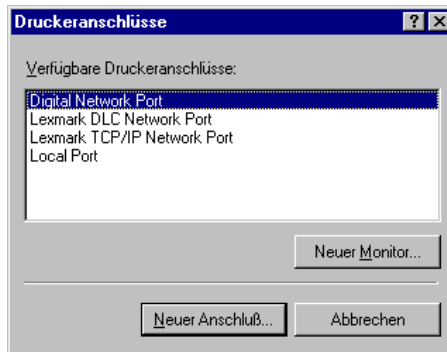 Druckeranschlüsse
Verfügbare Druckeranschlüsse:
Digital Network Port
Lexmark DLC Network Port
Lexmark TCP/IP Network Port
Local Port
Neuer Monitor...
Neuer Anschluß...
Abbrechen